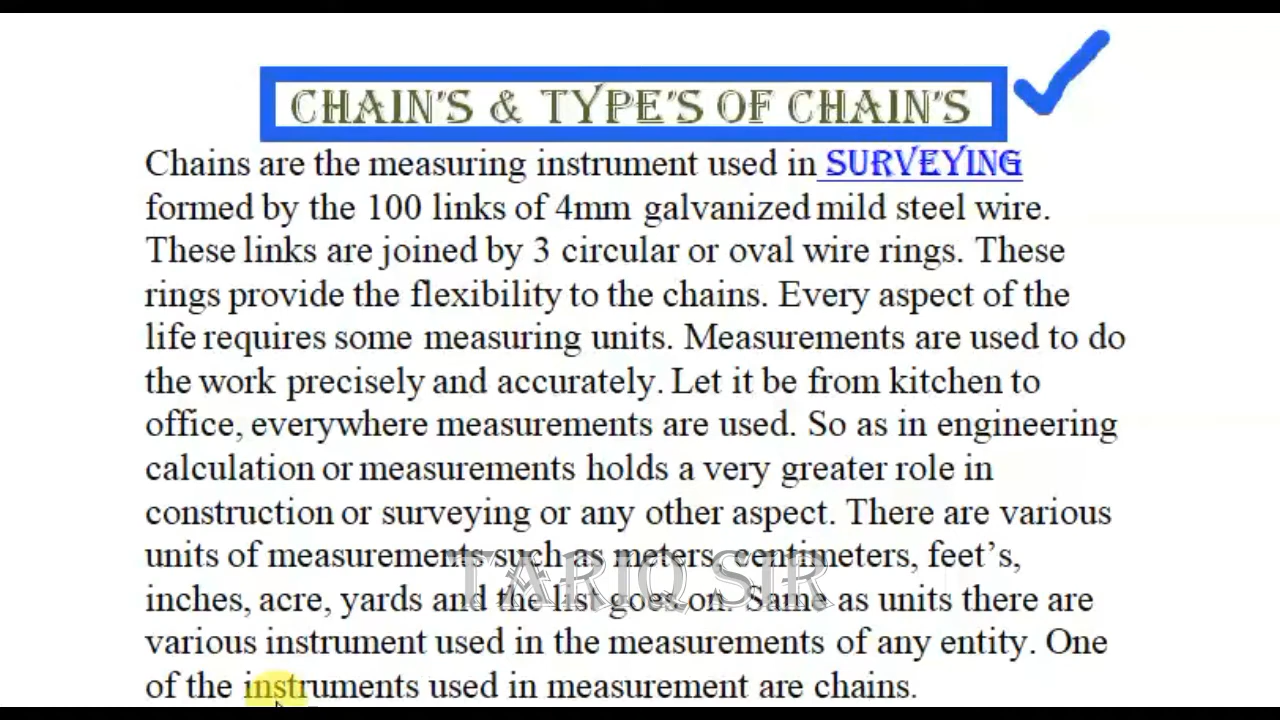 CHAIN'S & TYPE'S OF CHAIN'S
Chains are the measuring instrument used in SURVEYING
formed by the 100 links of 4mm galvanized mild steel wire.
These links are joined by 3 circular or oval wire rings. These
rings provide the flexibility to the chains. Every aspect of the
life requires some measuring units. Measurements are used to do
the work precisely and accurately. Let it be from kitchen to
office, everywhere measurements are used. So as in engineering
calculation or measurements holds a very greater role in
construction or surveying or any other aspect. There are various
units of measurements such as meters, centimeters, feet's,
TARIQ SIR
inches, acre, yards and the list goes on. Same as units there are
various instrument used in the measurements of any entity. One
of the instruments used in measurement are chains.